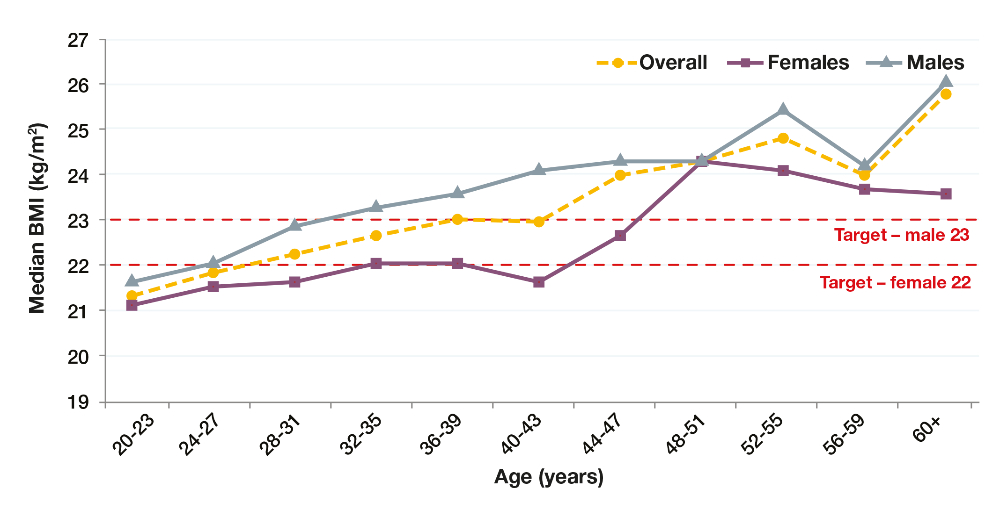 27
26
25
24
23
22
21
20
19
Median BMI (kg/m²)
Overall Females Males
Target – male 23
Target – female 22
20-23 24-27 28-31 32-35 36-39 40-43 44-47 48-51 52-55 56-59 60+
Age (years)